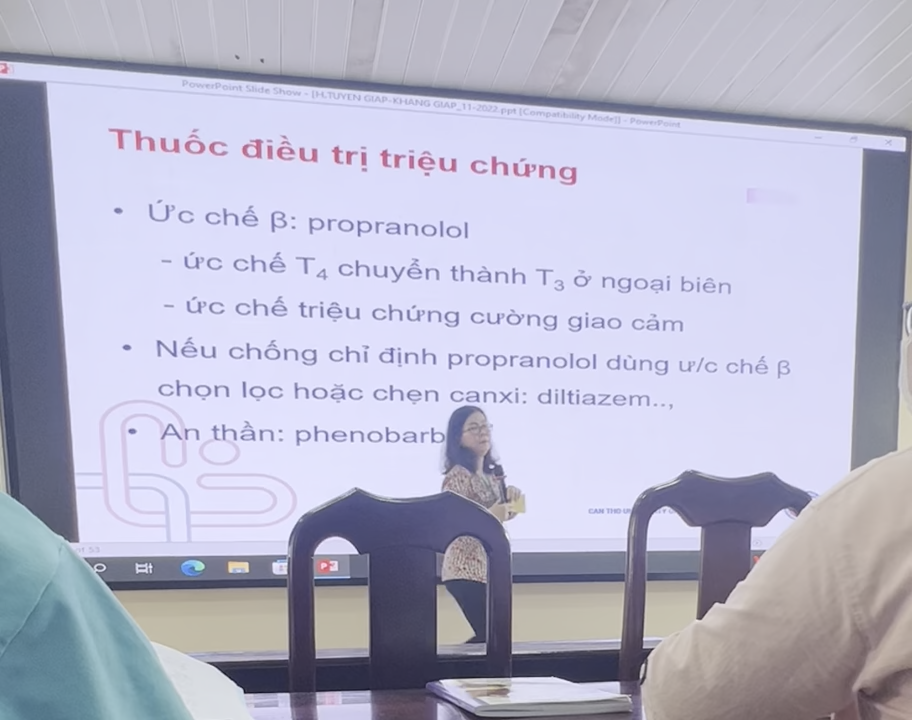 PowerPoint Slide Show - [H.TUYEN GIAP-KHANG GIAP_11-2022.ppt [Compatibility Mode]] - PowerPoint
Thuốc điều trị triệu chứng
• Ức chế β: propranolol
- ức chế T₄ chuyển thành T₃ ở ngoại biên
- ức chế triệu chứng cường giao cảm
• Nếu chống chỉ định propranolol dùng ư/c chế β
chọn lọc hoặc chẹn canxi: diltiazem..,
• An thần: phenobarb
CAN THO
of 53